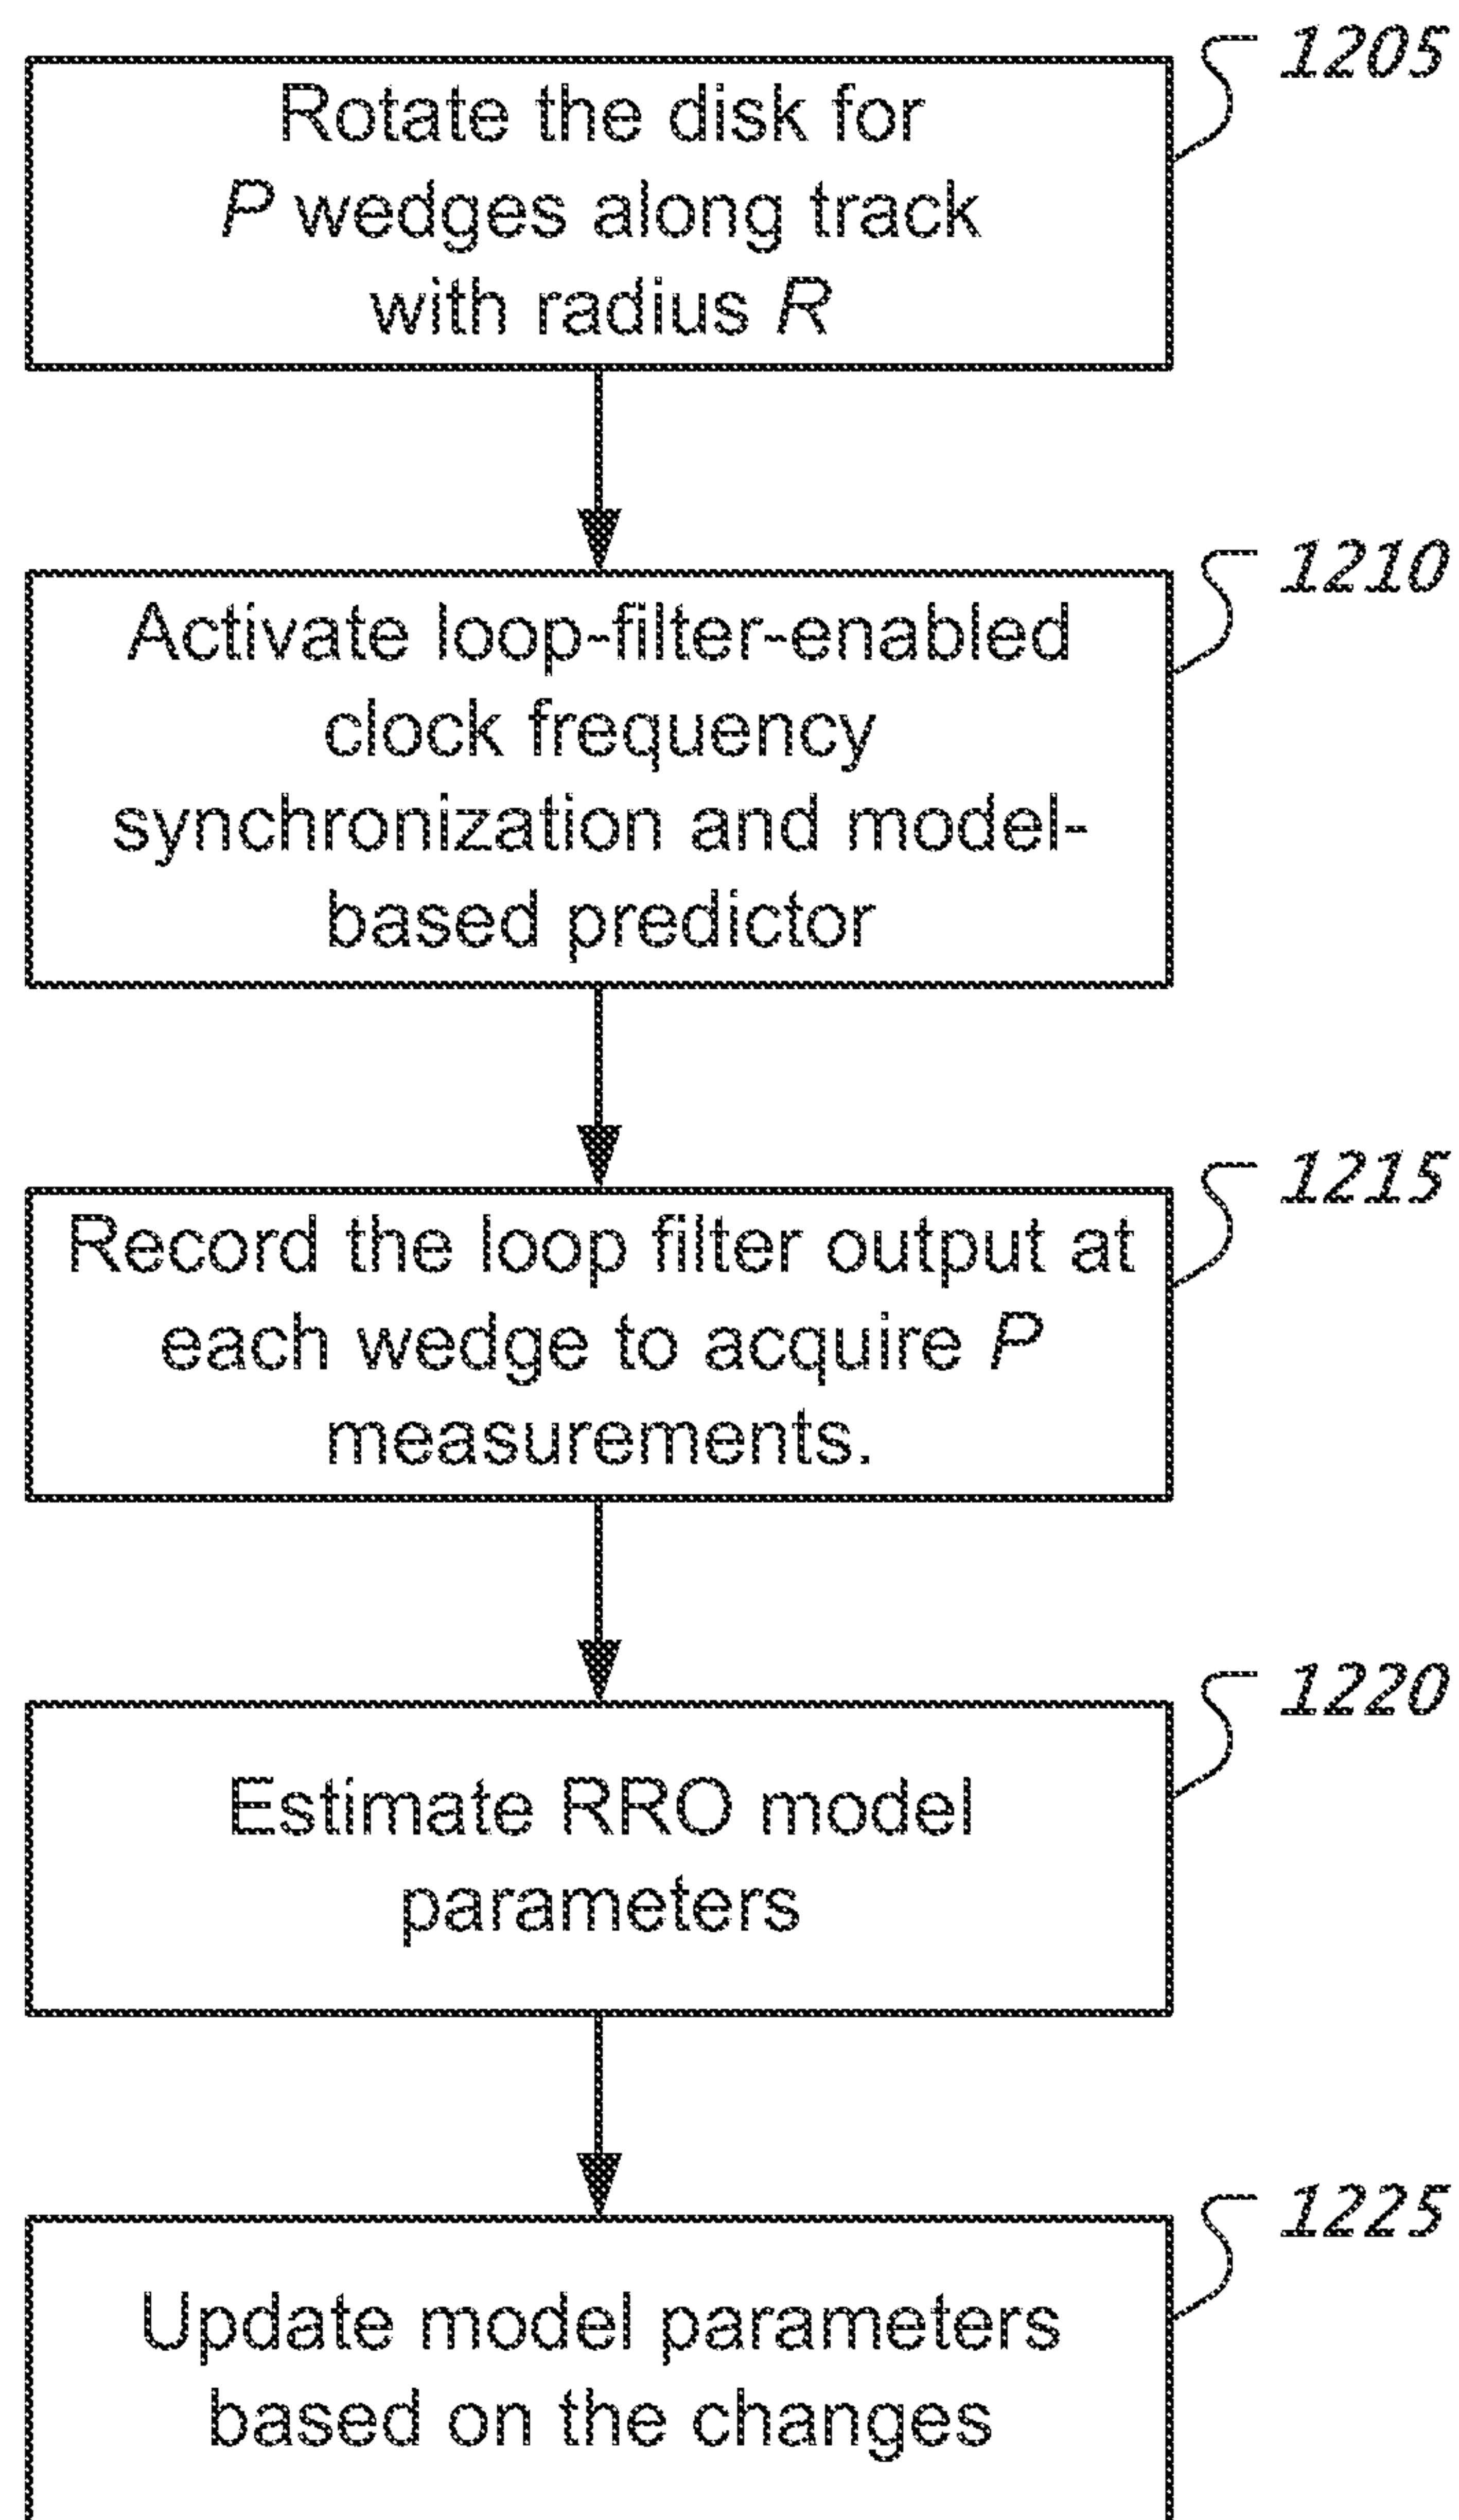 1205
Rotate the disk for
P wedges along track
with radius R
1210
Activate loop-filter-enabled
clock frequency
synchronization and model-
based predictor
1215
Record the loop filter output at
each wedge to acquire P
measurements.
1220
Estimate RRO model
parameters
1225
Update model parameters
based on the changes